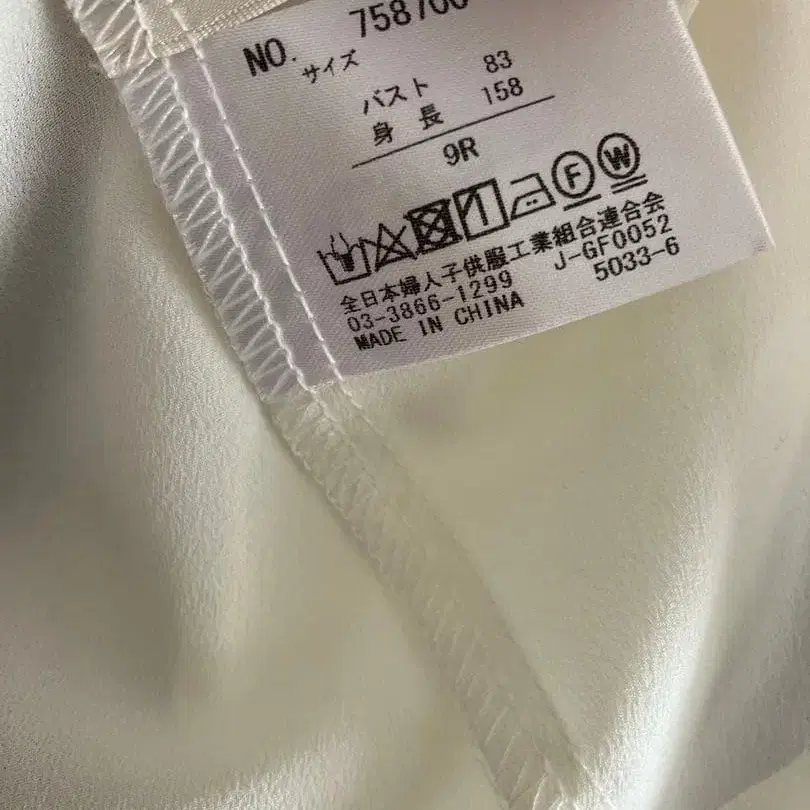 NO. 758700
サイズ
バスト 83
身長 158
9R
F W
全日本婦人子供服工業組合連合会
03-3866-1299 J-GF0052
MADE IN CHINA 5033-6